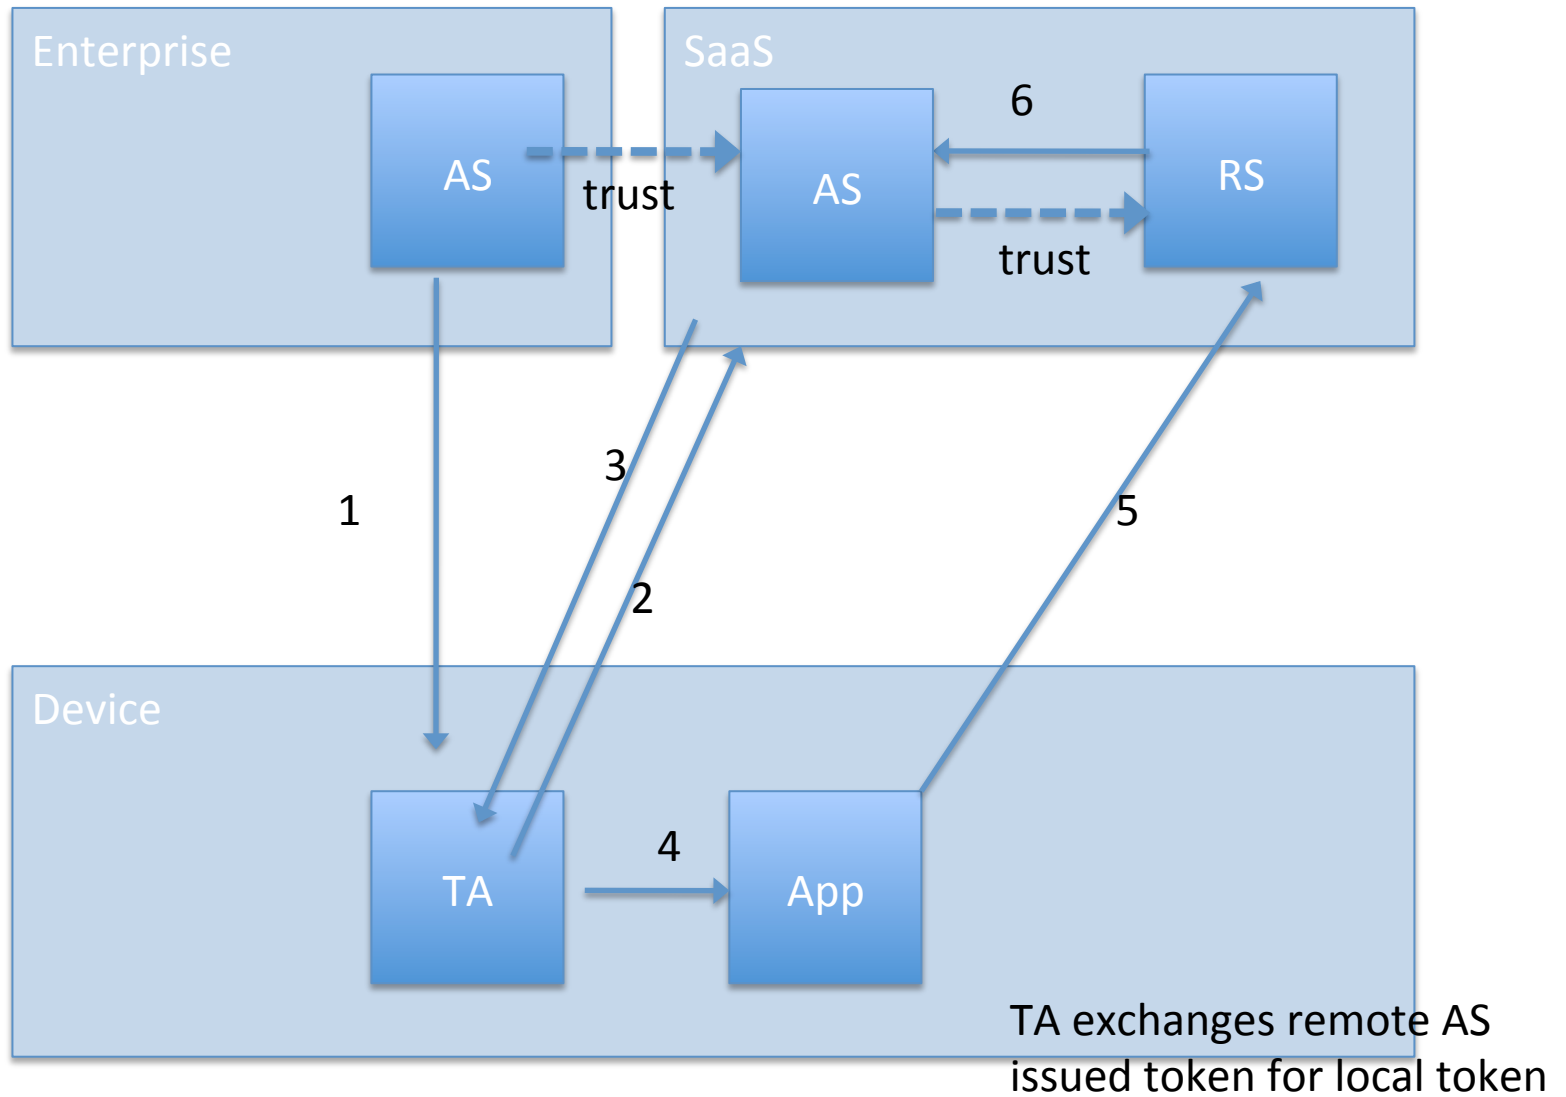 Enterprise
SaaS
6
AS
AS
RS
trust
trust
3
1
5
2
Device
4
TA
App
TA exchanges remote AS
issued token for local token